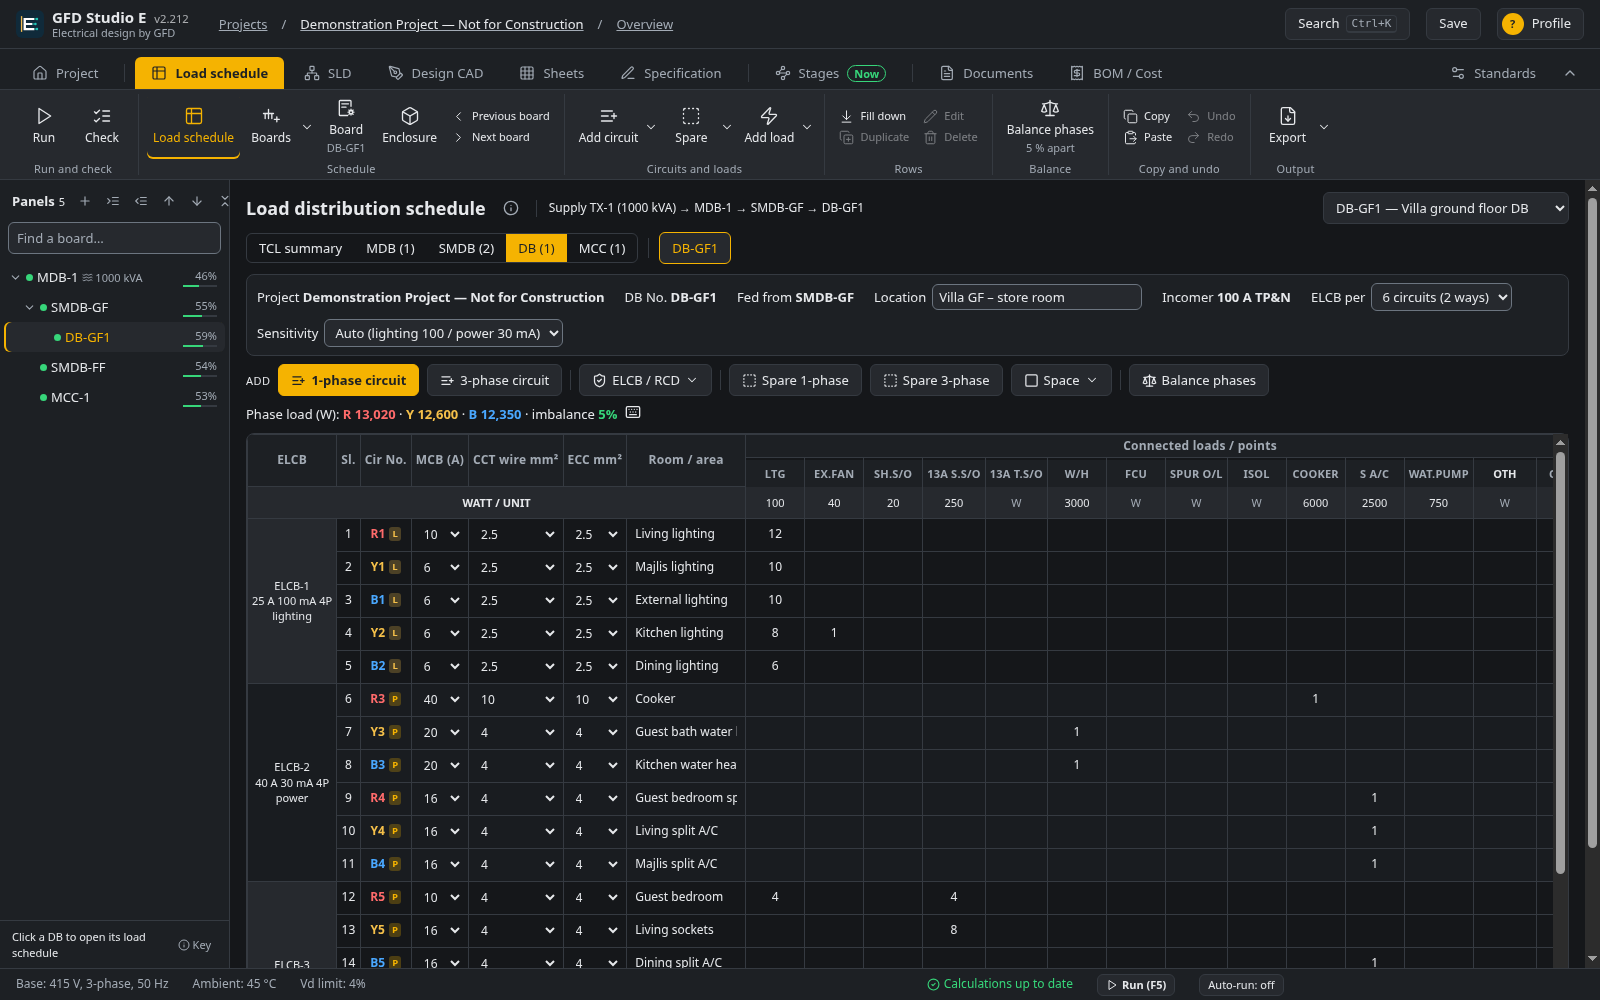 GFD Studio E v2.212
Electrical design by GFD
Projects / Demonstration Project — Not for Construction / Overview
Search Ctrl+K Save ? Profile
Project Load schedule SLD Design CAD Sheets Specification Stages Now Documents BOM / Cost Standards
Run Check
Run and check
Load schedule Boards Board DB-GF1 Enclosure Previous board Next board
Schedule
Add circuit Spare Add load
Circuits and loads
Fill down Edit
Duplicate Delete
Rows
Balance phases
5 % apart
Balance
Copy Undo
Paste Redo
Copy and undo
Export
Output
Panels 5
Find a board...
MDB-1 1000 kVA 46%
SMDB-GF 55%
DB-GF1 59%
SMDB-FF 54%
MCC-1 53%
Click a DB to open its load schedule
Key
Load distribution schedule Supply TX-1 (1000 kVA) → MDB-1 → SMDB-GF → DB-GF1 DB-GF1 — Villa ground floor DB
TCL summary MDB (1) SMDB (2) DB (1) MCC (1) DB-GF1
Project Demonstration Project — Not for Construction DB No. DB-GF1 Fed from SMDB-GF Location Villa GF – store room Incomer 100 A TP&N ELCB per 6 circuits (2 ways)
Sensitivity Auto (lighting 100 / power 30 mA)
ADD 1-phase circuit 3-phase circuit ELCB / RCD Spare 1-phase Spare 3-phase Space Balance phases
Phase load (W): R 13,020 · Y 12,600 · B 12,350 · imbalance 5%
ELCB Sl. Cir No. MCB (A) CCT wire mm² ECC mm² Room / area Connected loads / points
LTG EX.FAN SH.S/O 13A S.S/O 13A T.S/O W/H FCU SPUR O/L ISOL COOKER S A/C WAT.PUMP OTH
WATT / UNIT 100 40 20 250 W 3000 W W W 6000 2500 750 W
ELCB-1
25 A 100 mA 4P
lighting
1 R1 L 10 2.5 2.5 Living lighting 12
2 Y1 L 6 2.5 2.5 Majlis lighting 10
3 B1 L 6 2.5 2.5 External lighting 10
4 Y2 L 6 2.5 2.5 Kitchen lighting 8 1
5 B2 L 6 2.5 2.5 Dining lighting 6
ELCB-2
40 A 30 mA 4P
power
6 R3 P 40 10 10 Cooker 1
7 Y3 P 20 4 4 Guest bath water 1
8 B3 P 20 4 4 Kitchen water hea 1
9 R4 P 16 4 4 Guest bedroom sp 1
10 Y4 P 16 4 4 Living split A/C 1
11 B4 P 16 4 4 Majlis split A/C 1
ELCB-3
12 R5 P 10 4 4 Guest bedroom 4 4
13 Y5 P 16 4 4 Living sockets 8
14 B5 P 16 4 4 Dining split A/C 1
Base: 415 V, 3-phase, 50 Hz Ambient: 45 °C Vd limit: 4% Calculations up to date Run (F5) Auto-run: off